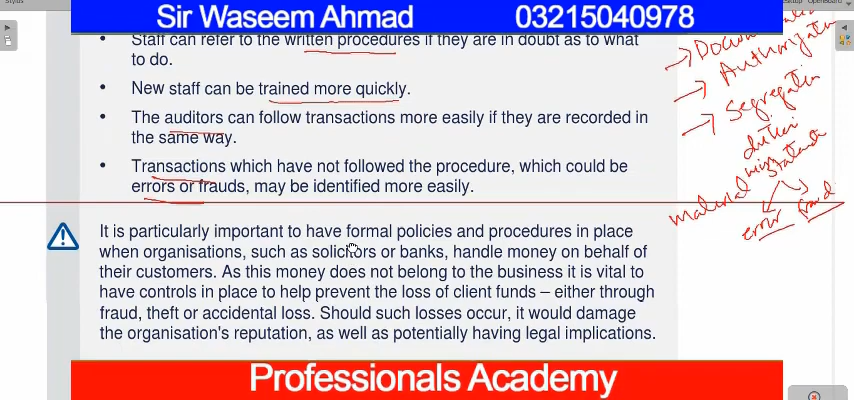 Stylus
Sir Waseem Ahmad 03215040978
Desktop OpenBoard
• Staff can refer to the written procedures if they are in doubt as to what
to do.
• New staff can be trained more quickly.
• The auditors can follow transactions more easily if they are recorded in
the same way.
• Transactions which have not followed the procedure, which could be
errors or frauds, may be identified more easily.
It is particularly important to have formal policies and procedures in place
when organisations, such as solicitors or banks, handle money on behalf of
their customers. As this money does not belong to the business it is vital to
have controls in place to help prevent the loss of client funds – either through
fraud, theft or accidental loss. Should such losses occur, it would damage
the organisation's reputation, as well as potentially having legal implications.
Authorization
Segregation
material misstatement
error fraud
Professionals Academy